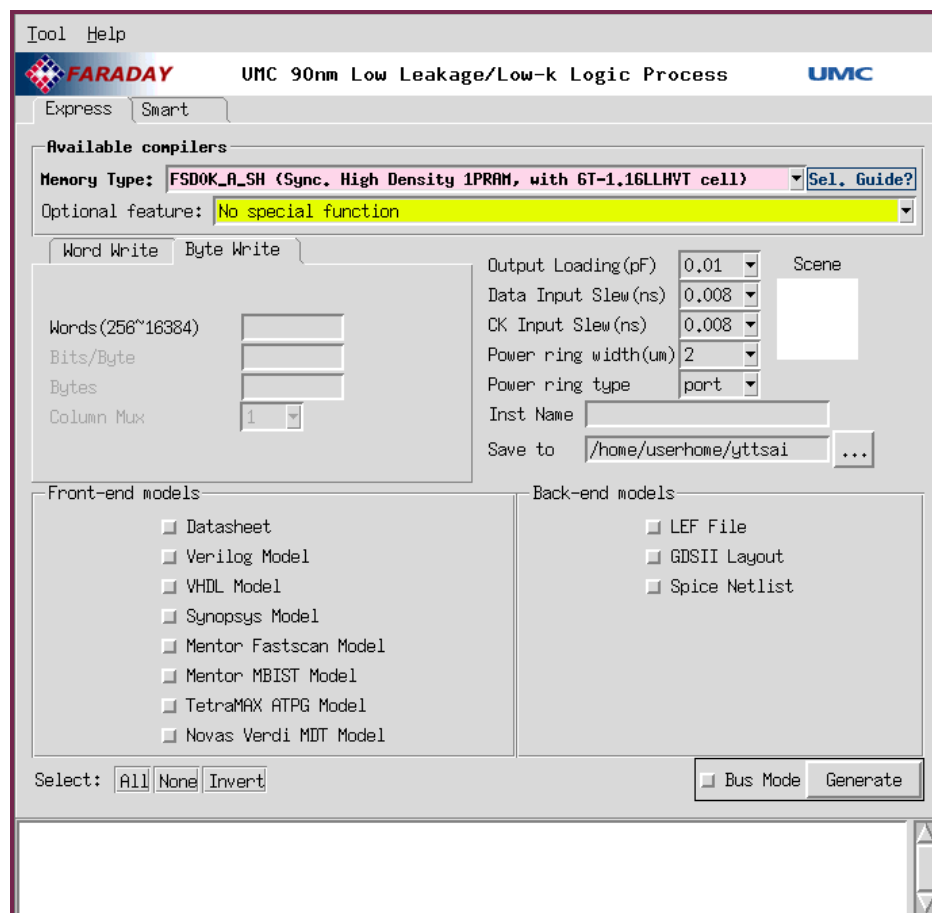 Tool Help
FARADAY UMC 90nm Low Leakage/Low-k Logic Process UMC
Express Smart
Available compilers
Memory Type: FSD0K_A_SH (Sync. High Density 1PRAM, with 6T-1.16LLHVT cell) Sel. Guide?
Optional feature: No special function
Word Write Byte Write
Words(256~16384)
Bits/Byte
Bytes
Column Mux 1
Output Loading(pF) 0.01 Scene
Data Input Slew(ns) 0.008
CK Input Slew(ns) 0.008
Power ring width(um) 2
Power ring type port
Inst Name
Save to /home/userhome/yttsai ...
Front-end models
Datasheet
Verilog Model
VHDL Model
Synopsys Model
Mentor Fastscan Model
Mentor MBIST Model
TetraMAX ATPG Model
Novas Verdi MDT Model
Back-end models
LEF File
GDSII Layout
Spice Netlist
Select: All None Invert
Bus Mode Generate